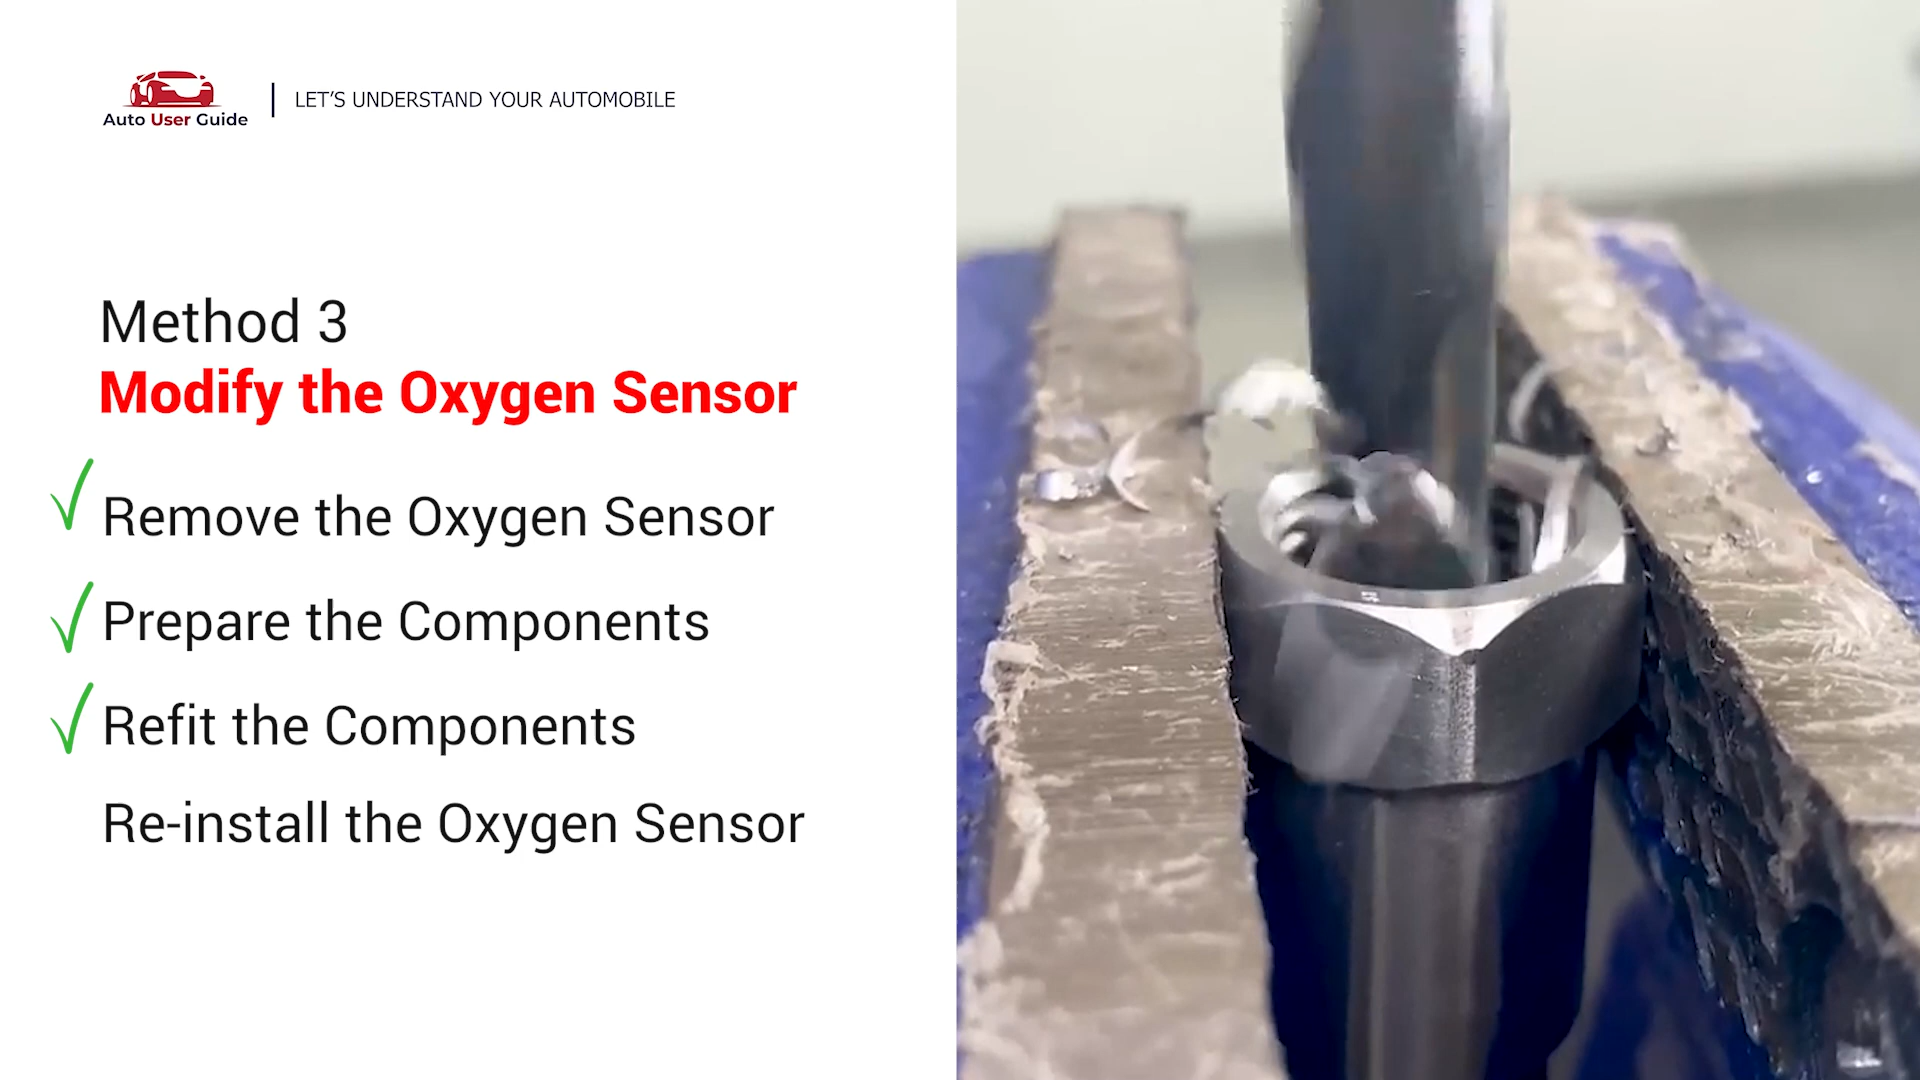 Auto User Guide
LET'S UNDERSTAND YOUR AUTOMOBILE
Method 3
Modify the Oxygen Sensor
Remove the Oxygen Sensor
Prepare the Components
Refit the Components
Re-install the Oxygen Sensor